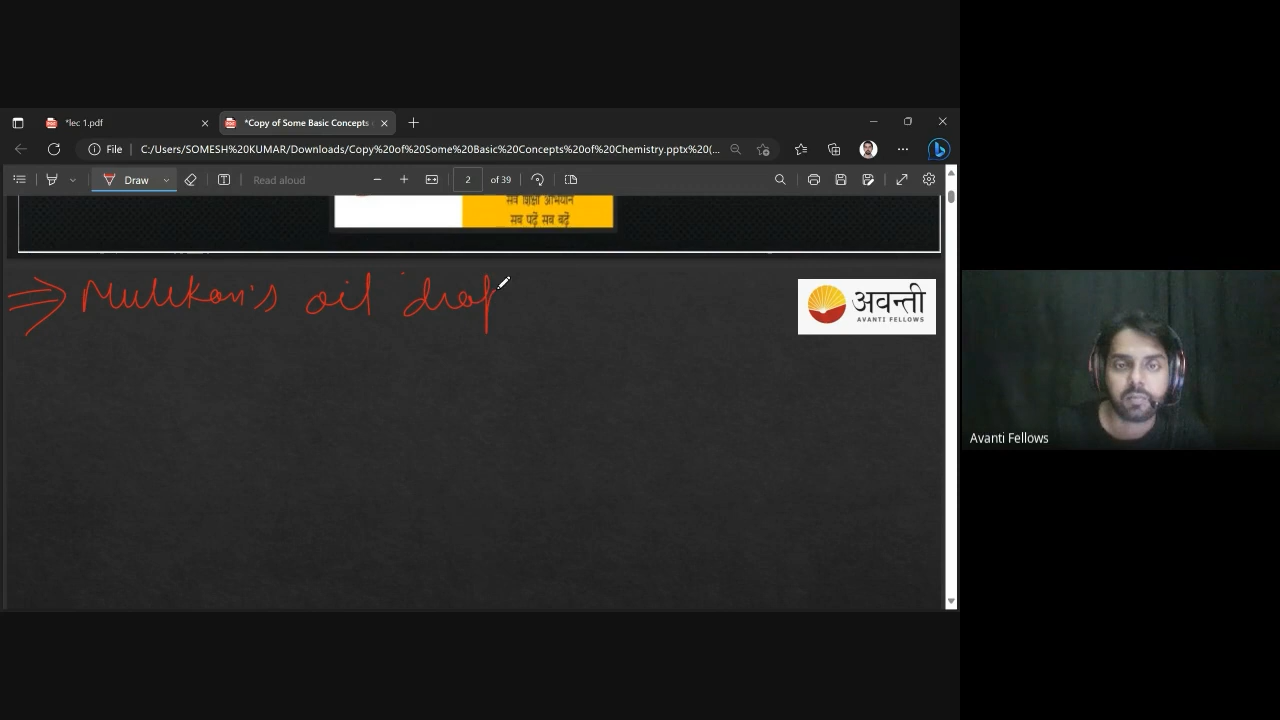 *lec 1.pdf
*Copy of Some Basic Concepts
File
C:/Users/SOMESH%20KUMAR/Downloads/Copy%20of%20Some%20Basic%20Concepts%20of%20Chemistry.pptx%20(...
Draw
Read aloud
2
of 39
सर्व शिक्षा अभियान
सब पढ़ें सब बढ़ें
⇒ Mulikan's oil drop
अवन्ती
AVANTI FELLOWS
Avanti Fellows